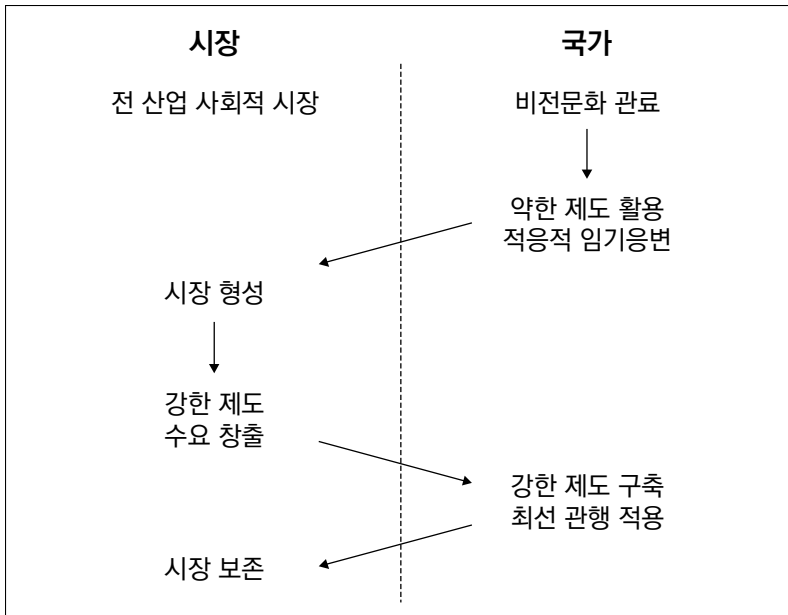 시장
국가
전 산업 사회적 시장
비전문화 관료
약한 제도 활용
적응적 임기응변
시장 형성
강한 제도
수요 창출
강한 제도 구축
최선 관행 적용
시장 보존